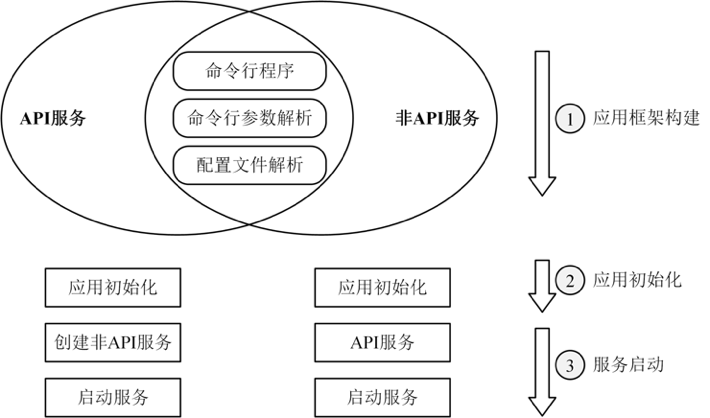 命令行程序
API服务
命令行参数解析
非API服务
① 应用框架构建
配置文件解析
应用初始化
应用初始化
② 应用初始化
创建非API服务
API服务
③ 服务启动
启动服务
启动服务